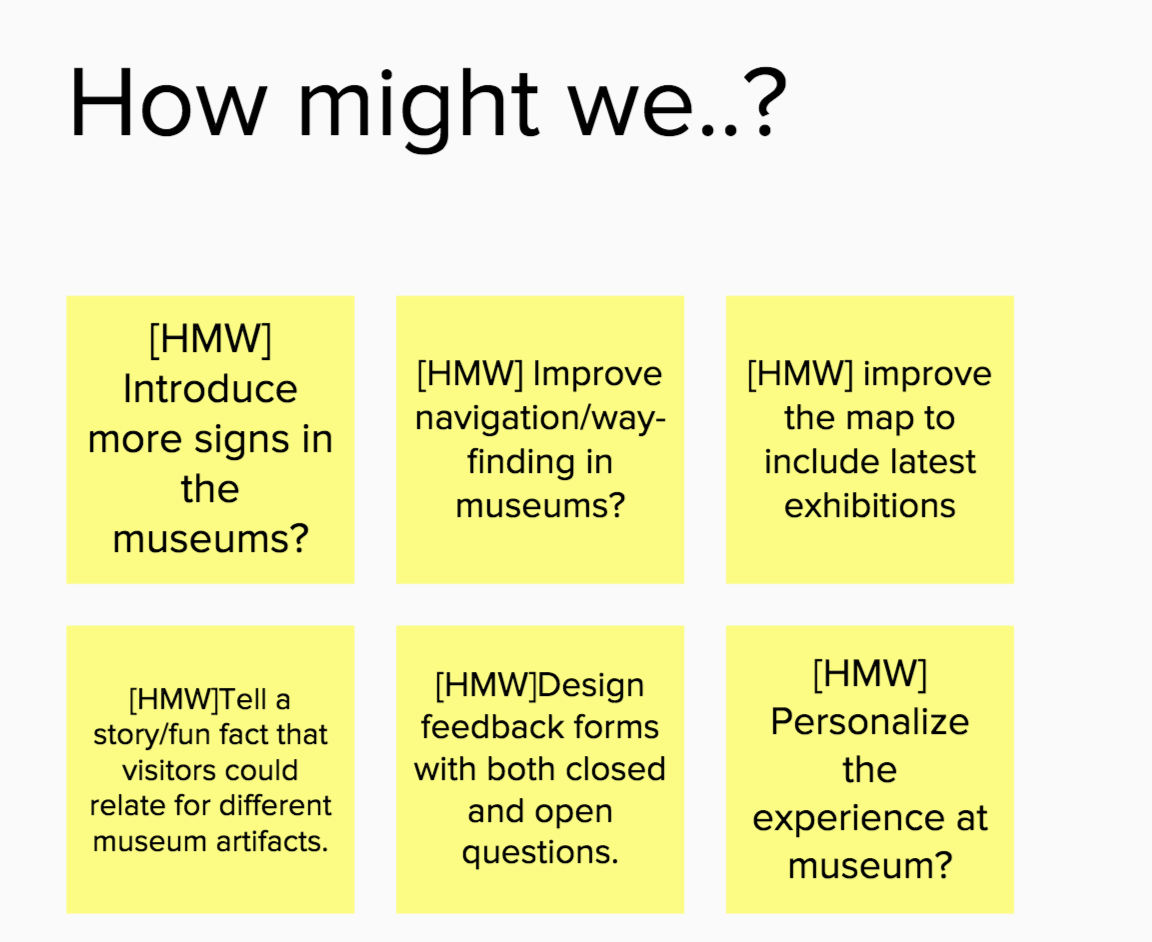 How might we..?
[HMW]
Introduce
more signs in
the
museums?
[HMW] Improve
navigation/way-
finding in
museums?
[HMW] improve
the map to
include latest
exhibitions
[HMW]Tell a
story/fun fact that
visitors could
relate for different
museum artifacts.
[HMW]Design
feedback forms
with both closed
and open
questions.
[HMW]
Personalize
the
experience at
museum?